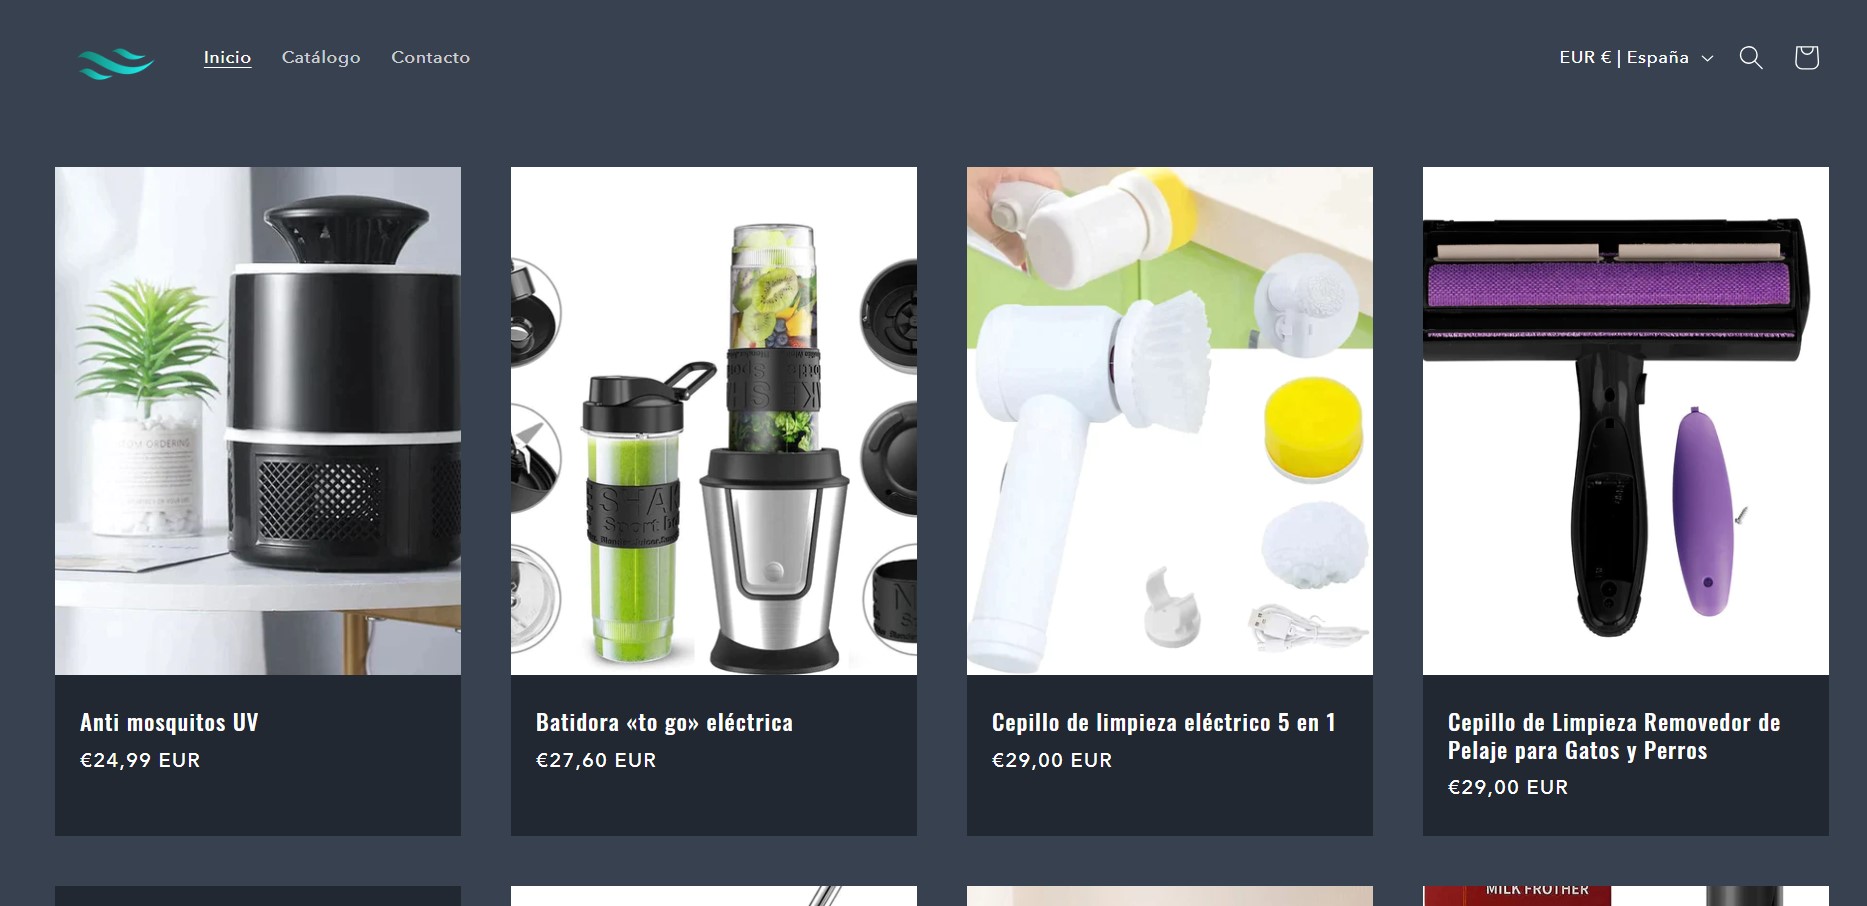 Inicio
Catálogo
Contacto
EUR € | España
Anti mosquitos UV
€24,99 EUR
SHAK
Sport
Batidora «to go» eléctrica
€27,60 EUR
Cepillo de limpieza eléctrico 5 en 1
€29,00 EUR
Cepillo de Limpieza Removedor de
Pelaje para Gatos y Perros
€29,00 EUR
MILK FROTHER